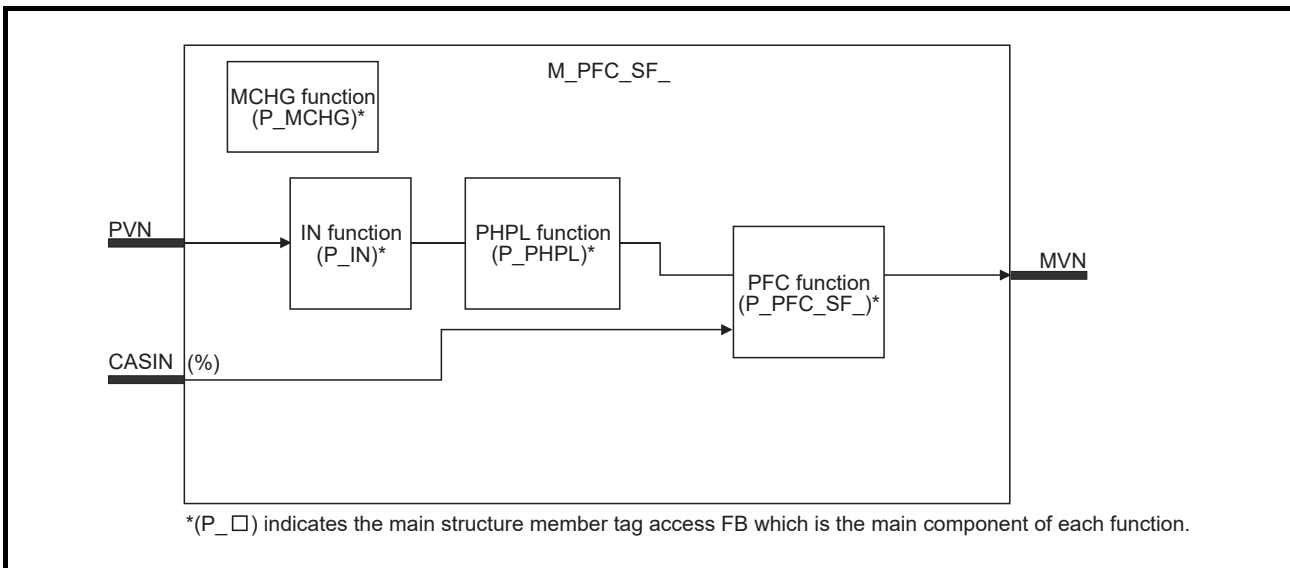 M_PFC_SF_
MCHG function
(P_MCHG)*
PVN
IN function
(P_IN)*
PHPL function
(P_PHPL)*
PFC function
(P_PFC_SF_)*
MVN
CASIN (%)
*(P_□) indicates the main structure member tag access FB which is the main component of each function.